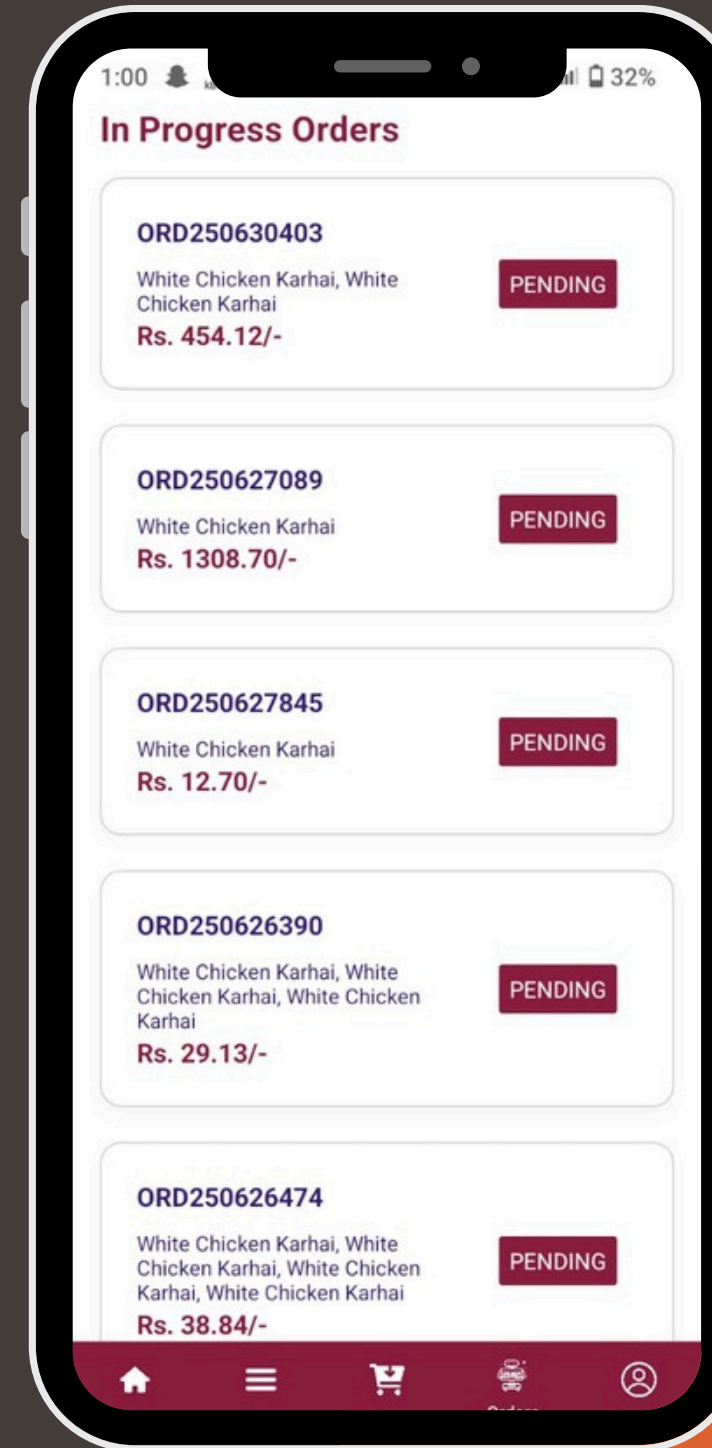 1:00
32%
In Progress Orders
ORD250630403
White Chicken Karhai, White
Chicken Karhai
Rs. 454.12/-
PENDING
ORD250627089
White Chicken Karhai
Rs. 1308.70/-
PENDING
ORD250627845
White Chicken Karhai
Rs. 12.70/-
PENDING
ORD250626390
White Chicken Karhai, White
Chicken Karhai, White Chicken
Karhai
Rs. 29.13/-
PENDING
ORD250626474
White Chicken Karhai, White
Chicken Karhai, White Chicken
Karhai, White Chicken Karhai
Rs. 38.84/-
PENDING